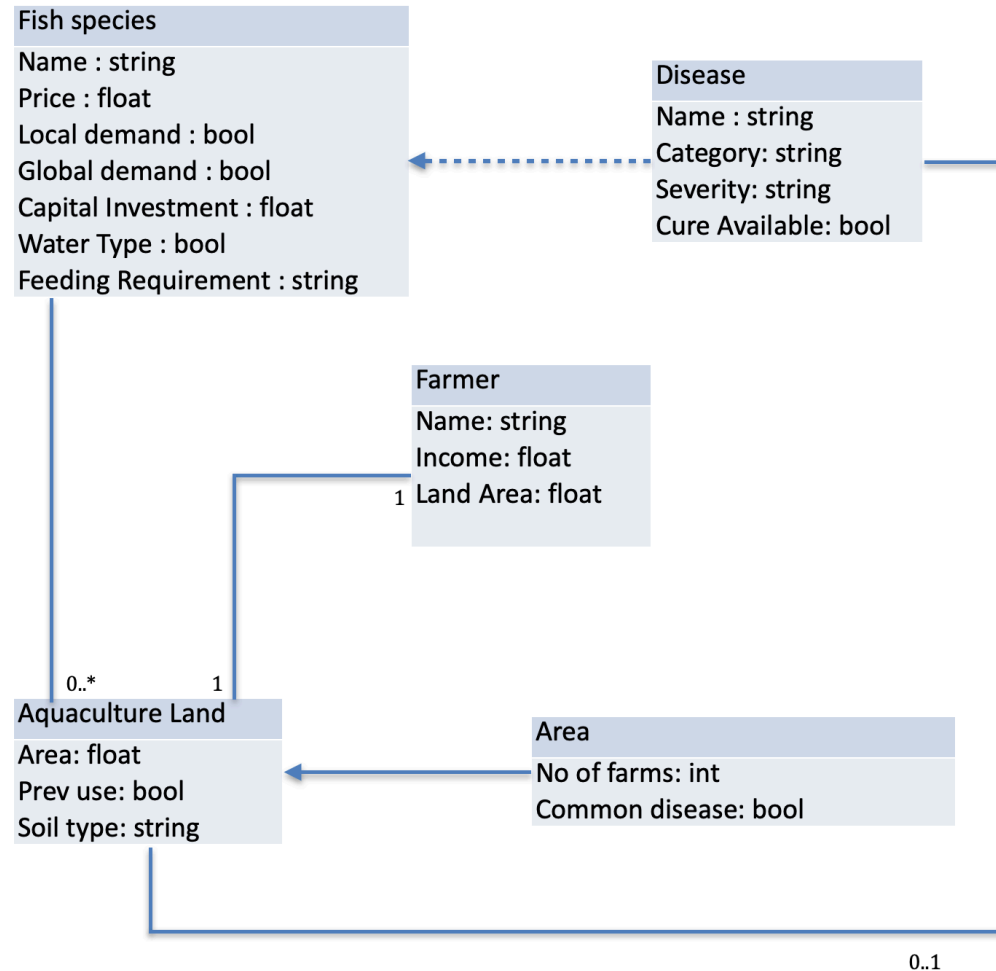 Fish species
Name : string
Price : float
Local demand : bool
Global demand : bool
Capital Investment : float
Water Type : bool
Feeding Requirement : string
Disease
Name : string
Category: string
Severity: string
Cure Available: bool
Farmer
Name: string
Income: float
Land Area: float
1
0..*
1
Aquaculture Land
Area: float
Prev use: bool
Soil type: string
Area
No of farms: int
Common disease: bool
0..1